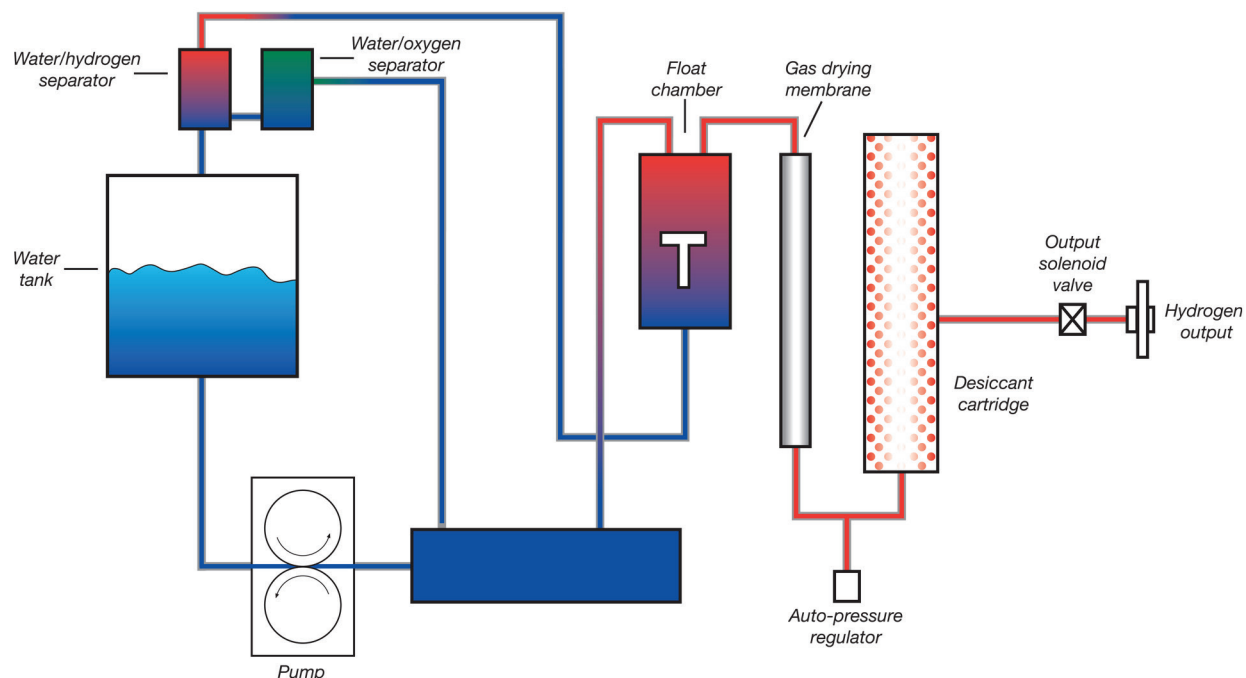 Water/hydrogen
separator
Water/oxygen
separator
Float
chamber
Gas drying
membrane
Water
tank
Output
solenoid
valve
Hydrogen
output
Desiccant
cartridge
Auto-pressure
regulator
Pump